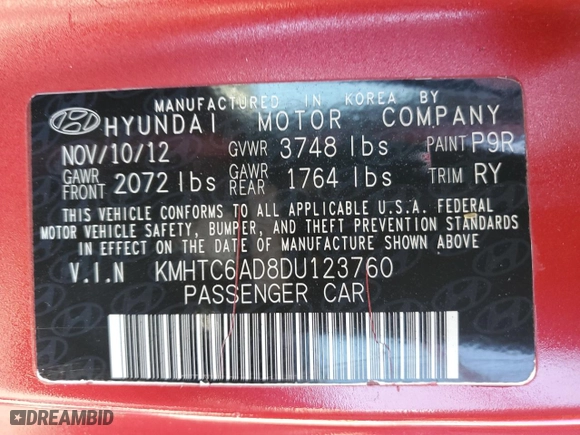 MANUFACTURED IN KOREA BY
HYUNDAI MOTOR COMPANY
NOV/10/12 GVWR 3748 lbs PAINT P9R
GAWR FRONT 2072 lbs GAWR REAR 1764 lbs TRIM RY
THIS VEHICLE CONFORMS TO ALL APPLICABLE U.S.A. FEDERAL
MOTOR VEHICLE SAFETY, BUMPER, AND THEFT PREVENTION STANDARDS
IN EFFECT ON THE DATE OF MANUFACTURE SHOWN ABOVE.
V.I.N KMHTC6AD8DU123760
PASSENGER CAR
DREAMBID